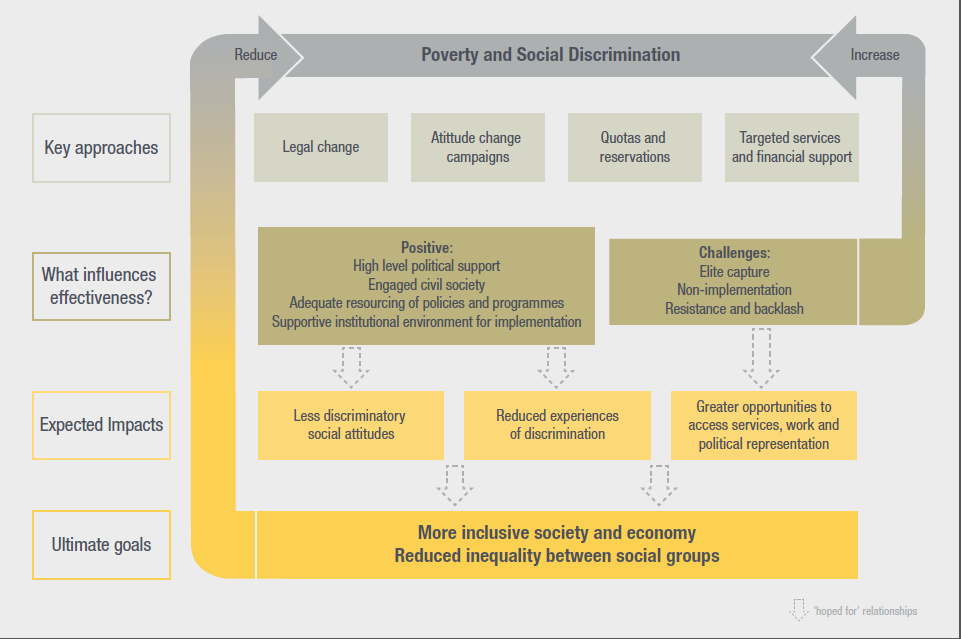 Reduce
Poverty and Social Discrimination
Increase
Key approaches
Legal change
Atitude change
campaigns
Quotas and
reservations
Targeted services
and financial support
What influences
effectiveness?
Positive:
High level political support
Engaged civil society
Adequate resourcing of policies and programmes
Supportive institutional environment for implementation
Challenges:
Elite capture
Non-implementation
Resistance and backlash
Expected Impacts
Less discriminatory
social attitudes
Reduced experiences
of discrimination
Greater opportunities to
access services, work and
political representation
Ultimate goals
More inclusive society and economy
Reduced inequality between social groups
'hoped for' relationships